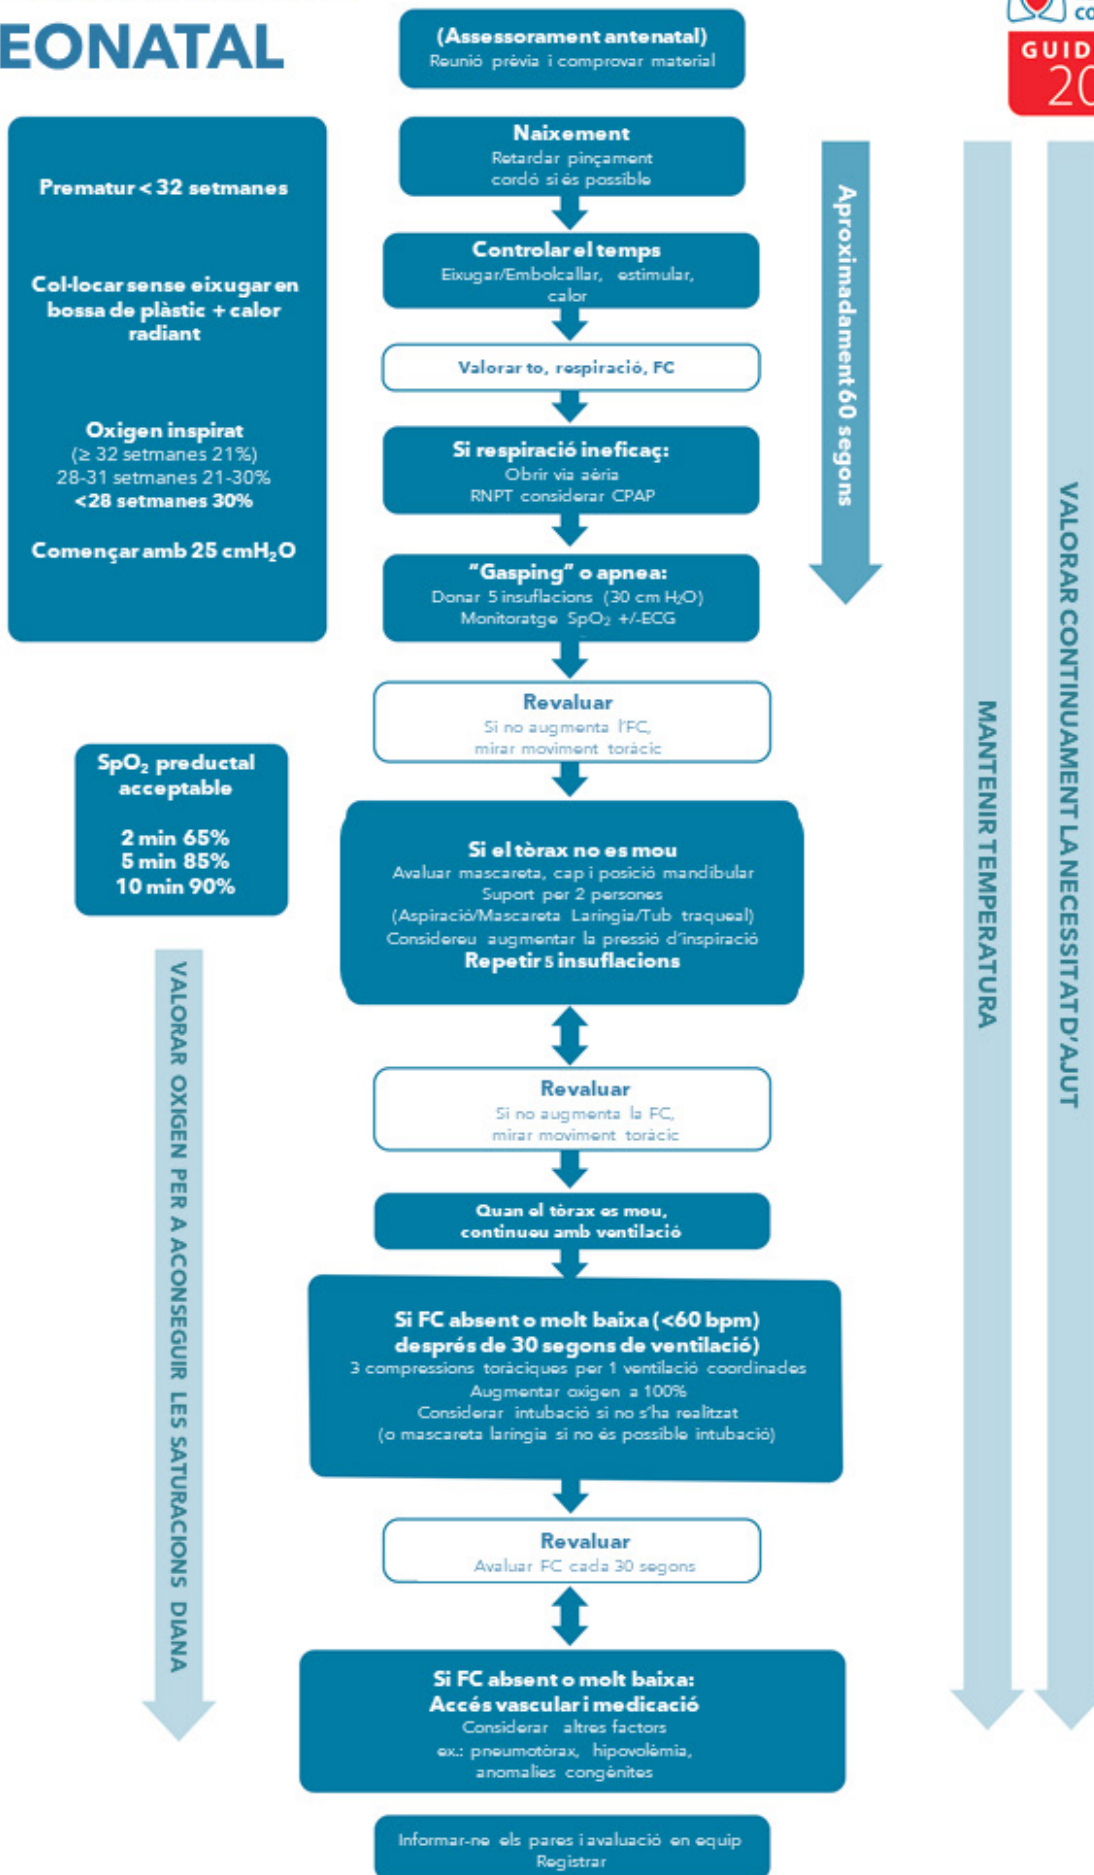 EONATAL
(Assessorament antenatal)
Reunió prèvia i comprovar material
CO
GUID
20
Naixement
Retardar pinçament
cordó si és possible
Prematur < 32 setmanes
Col·locar sense eixugar en
bossa de plàstic + calor
radiant
Oxigen inspirat
(≥ 32 setmanes 21%)
28-31 setmanes 21-30%
<28 setmanes 30%
Començar amb 25 cmH₂O
Controlar el temps
Eixugar/Embolcallar, estimular,
calor
Valorar to, respiració, FC
Si respiració ineficaç:
Obrir via aèria
RNPT considerar CPAP
"Gasping" o apnea:
Donar 5 insuflacions (30 cm H₂O)
Monitoratge SpO₂ +/-ECG
Aproximadament 60 segons
Revaluar
Si no augmenta l'FC,
mirar moviment toràcic
SpO₂ preductal
acceptable
2 min 65%
5 min 85%
10 min 90%
Si el tòrax no es mou
Avaluar mascareta, cap i posició mandibular
Suport per 2 persones
(Aspiració/Mascareta Laríngia/Tub traqueal)
Considereu augmentar la pressió d'inspiració
Repetir 5 insuflacions
Revaluar
Si no augmenta la FC,
mirar moviment toràcic
Quan el tòrax es mou,
continueu amb ventilació
Si FC absent o molt baixa (<60 bpm)
després de 30 segons de ventilació)
3 compressions toràciques per 1 ventilació coordinades
Augmentar oxigen a 100%
Considerar intubació si no s'ha realitzat
(o mascareta laríngia si no és possible intubació)
Revaluar
Avaluar FC cada 30 segons
Si FC absent o molt baixa:
Accés vascular i medicació
Considerar altres factors
ex.: pneumotòrax, hipovolèmia,
anomalies congènites
Informar-ne els pares i avaluació en equip
Registrar
VALORAR OXIGEN PER A ACONSEGUIR LES SATURACIONS DIANA
MANTENIR TEMPERATURA
VALORAR CONTINUAMENT LA NECESSITAT D'AJUT